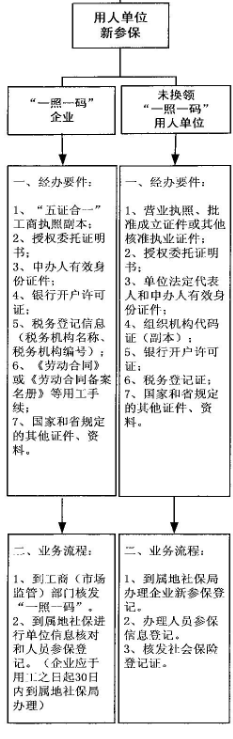 用人单位
新参保
“一照一码”
企业
未换领
“一照一码”
用人单位
一、经办要件：
1、“五证合一”
工商执照副本；
2、授权委托证明
书；
3、申办人有效身
份证件；
4、银行开户许可
证；
5、税务登记信息
（税务机构名称、
税务机构编号）；
6、《劳动合同》
或《劳动合同备案
名册》等用工手
续；
7、国家和省规定
的其他证件、资
料。
一、经办要件：
1、营业执照、批
准成立证件或其他
核准执业证件；
2、授权委托证明
书；
3、单位法定代表
人和申办人有效身
份证件；
4、组织机构代码
证（副本）；
5、银行开户许可
证；
6、税务登记证；
7、国家和省规定
的其他证件、资
料。
二、业务流程：
1、到工商（市场
监管）部门核发
“一照一码”。
2、到属地社保进
行单位信息核对
和人员参保登
记。（企业应于
用工之日起30日
内到属地社保局
办理）
二、业务流程：
1、到属地社保局
办理企业新参保登
记。
2、办理人员参保
信息登记。
3、核发社会保险
登记证。